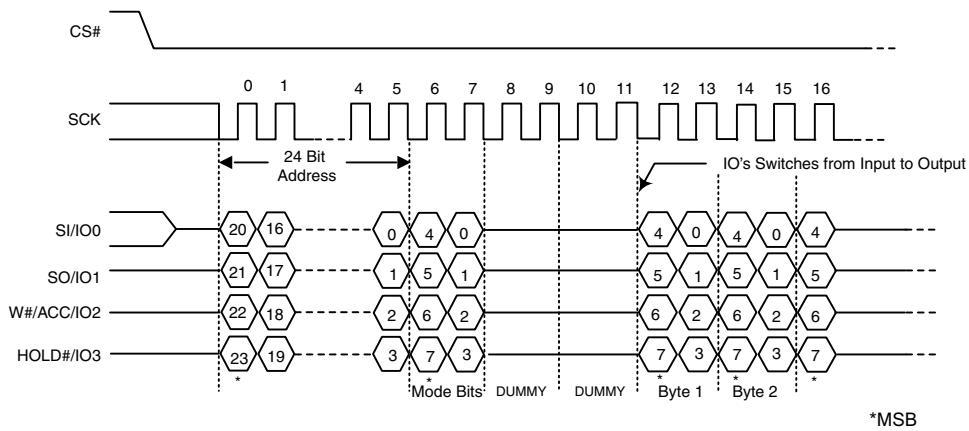 CS#
0 1 4 5 6 7 8 9 10 11 12 13 14 15 16
SCK
24 Bit
Address
IO's Switches from Input to Output
SI/IO0 20 16 0 4 0 4 0 4 0 4
SO/IO1 21 17 1 5 1 5 1 5 1 5
W#/ACC/IO2 22 18 2 6 2 6 2 6 2 6
HOLD#/IO3 23 19 3 7 3 7 3 7 3 7
* * * * *
Mode Bits DUMMY DUMMY Byte 1 Byte 2
*MSB